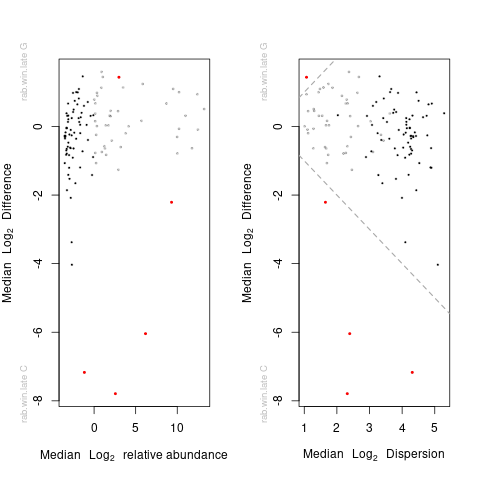 rab.win.late G
rab.win.late C
Median Log2 Difference
0
-2
-4
-6
-8
0 5 10
Median Log2 relative abundance
rab.win.late G
rab.win.late C
Median Log2 Difference
0
-2
-4
-6
-8
1 2 3 4 5
Median Log2 Dispersion